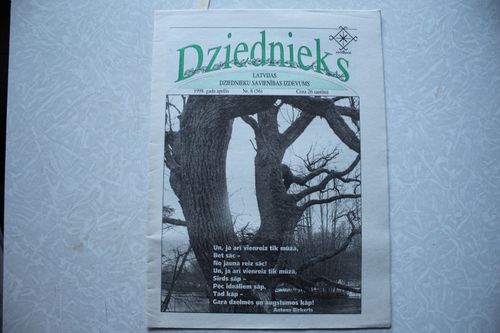 Dziednieks
LATVIJAS
DZIEDNIEKU SAVIENĪBAS IZDEVUMS
1998. gada aprīlis Nr. 8 (56) Cena 26 santīmi
Un, ja arī vienreiz tik mūžā,
Bet sāc –
No jauna reiz sāc!
Un, ja arī vienreiz tik mūžā,
Sirds sāp –
Pēc ideāliem sāp,
Tad kāp –
Gara dzelmēs un augstumos kāp!
Antons Birkerts